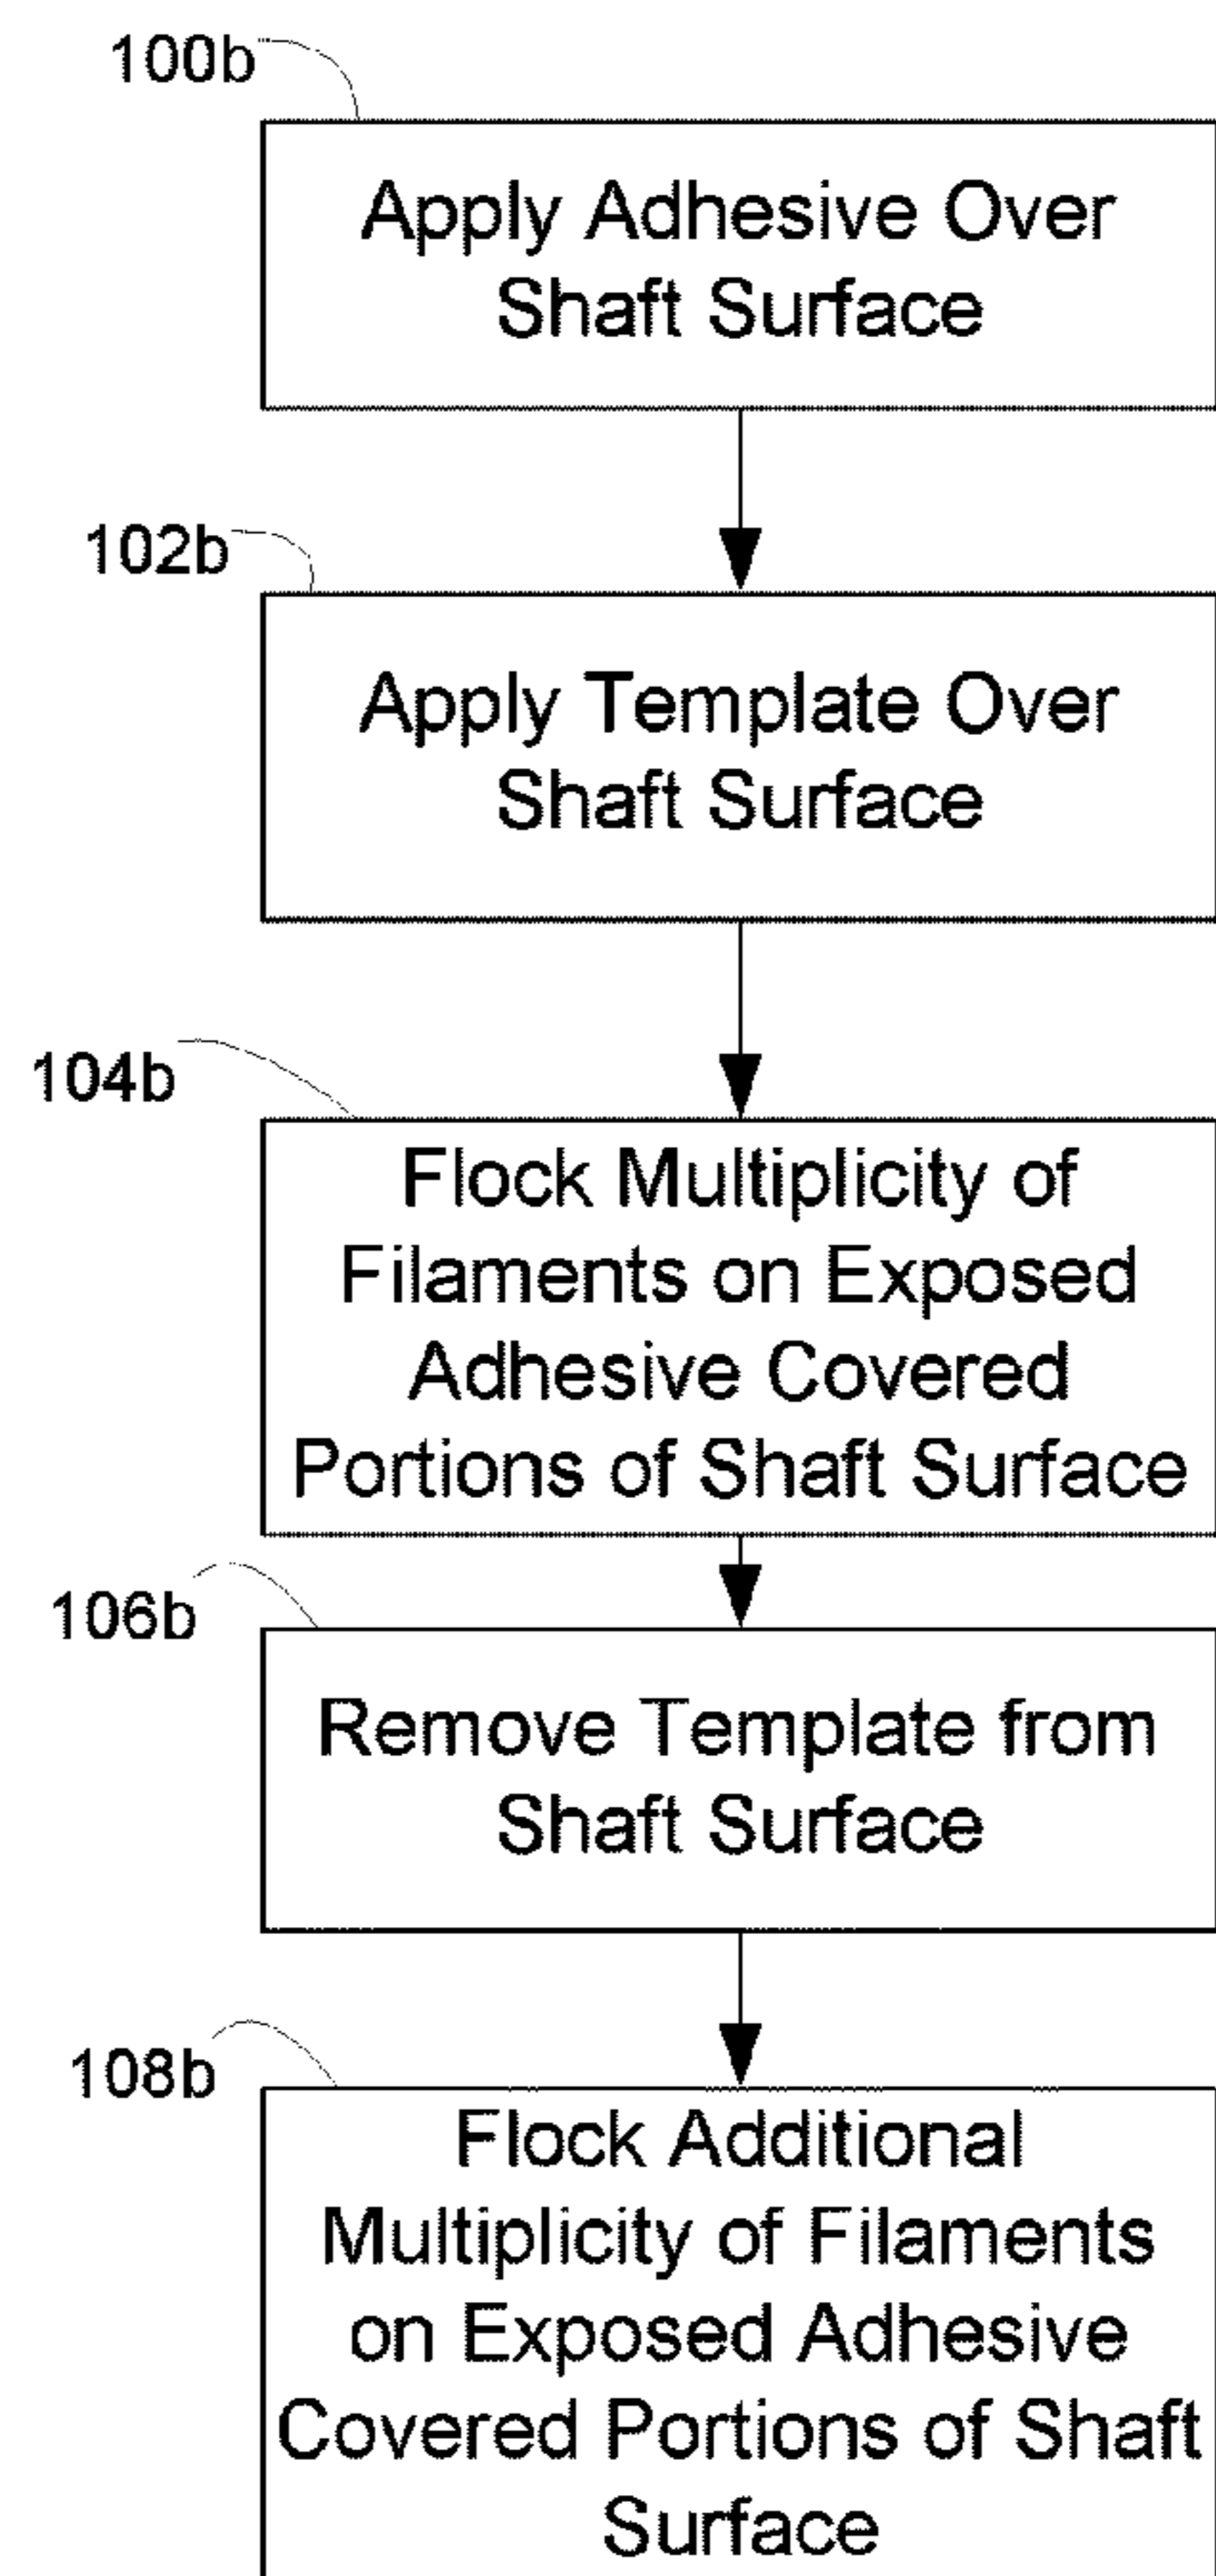 100b
Apply Adhesive Over
Shaft Surface
102b
Apply Template Over
Shaft Surface
104b
Flock Multiplicity of
Filaments on Exposed
Adhesive Covered
Portions of Shaft Surface
106b
Remove Template from
Shaft Surface
108b
Flock Additional
Multiplicity of Filaments
on Exposed Adhesive
Covered Portions of Shaft
Surface